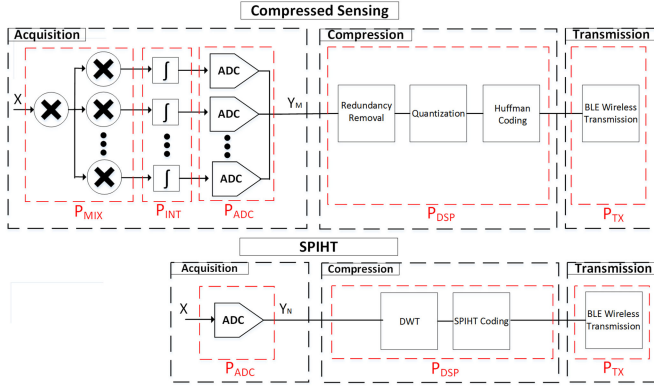 Compressed Sensing
Acquisition
Compression
Transmission
X
∫
ADC
∫
ADC
∫
ADC
Y_M
Redundancy
Removal
Quantization
Huffman
Coding
BLE Wireless
Transmission
P_MIX
P_INT
P_ADC
P_DSP
P_TX
SPIHT
Acquisition
Compression
Transmission
X
ADC
Y_N
DWT
SPIHT Coding
BLE Wireless
Transmission
P_ADC
P_DSP
P_TX